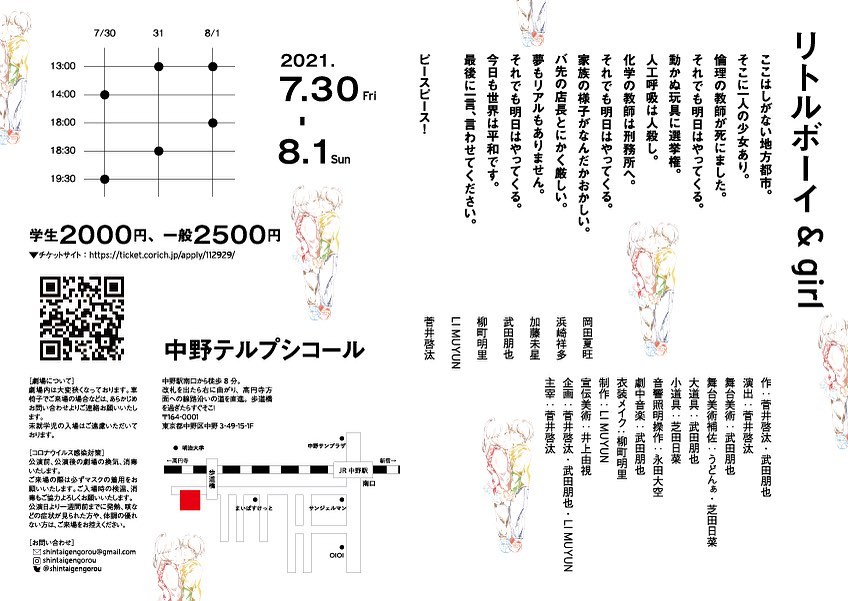 リトルボーイ & girl
ここはしがない地方都市。
そこに一人の少女あり。
倫理の教師が死にました。
それでも明日はやってくる。
動かぬ玩具に選挙権。
人工呼吸は人殺し。
化学の教師は刑務所へ。
それでも明日はやってくる。
家族の様子がなんだかおかしい。
バ先の店長とにかく厳しい。
夢もリアルもありません。
それでも明日はやってくる。
今日も世界は平和です。
最後に一言、言わせてください。
ピースピース！
7/30 31 8/1
13:00
14:00
18:00
18:30
19:30
2021.
7.30 Fri
-
8.1 Sun
学生2000円、一般2500円
▼チケットサイト：https://ticket.corich.jp/apply/112929/
中野テルプシコール
[劇場について]
劇場内は大変狭くなっております。車
椅子でご来場の場合などは、あらかじめ
お問い合わせよりご連絡お願いいたし
ます。
未就学児の入場はご遠慮いただいて
おります。
[コロナウイルス感染対策]
公演前、公演後の劇場の換気、消毒
いたします。
ご来場の際は必ずマスクの着用をお
願いいたします。ご入場時の検温、消
毒もご協力よろしくお願いします。
公演日より一週間前までに発熱、咳な
どの症状が見られた方や、体調の優れ
ない方は、ご来場をお控えください。
[お問い合わせ]
shintaigengorou@gmail.com
shintaigengorou
@shintaigengorou
中野駅南口から徒歩 8 分。
改札を出たら右に曲がり、高円寺方
面への線路沿いの道を直進。歩道橋
を過ぎたらすぐそこ!
〒164-0001
東京都中野区中野 3-49-15-1F
明治大学
中野サンプラザ
←高円寺
新宿→
歩道橋
JR 中野駅
南口
まいばすけっと
サンジェルマン
OIOI
岡田夏旺
浜崎祥多
加藤未星
武田朋也
柳町明里
LI MUYUN
菅井啓汰
作：菅井啓汰・武田朋也
演出：菅井啓汰
舞台美術：武田朋也
舞台美術補佐：うどんぁ・芝田日菜
大道具：武田朋也
小道具：芝田日菜
音響照明操作：永田大空
劇中音楽：武田朋也
衣装メイク：柳町明里
制作：LI MUYUN
宣伝美術：井上由視
企画：菅井啓汰・武田朋也・LI MUYUN
主宰：菅井啓汰